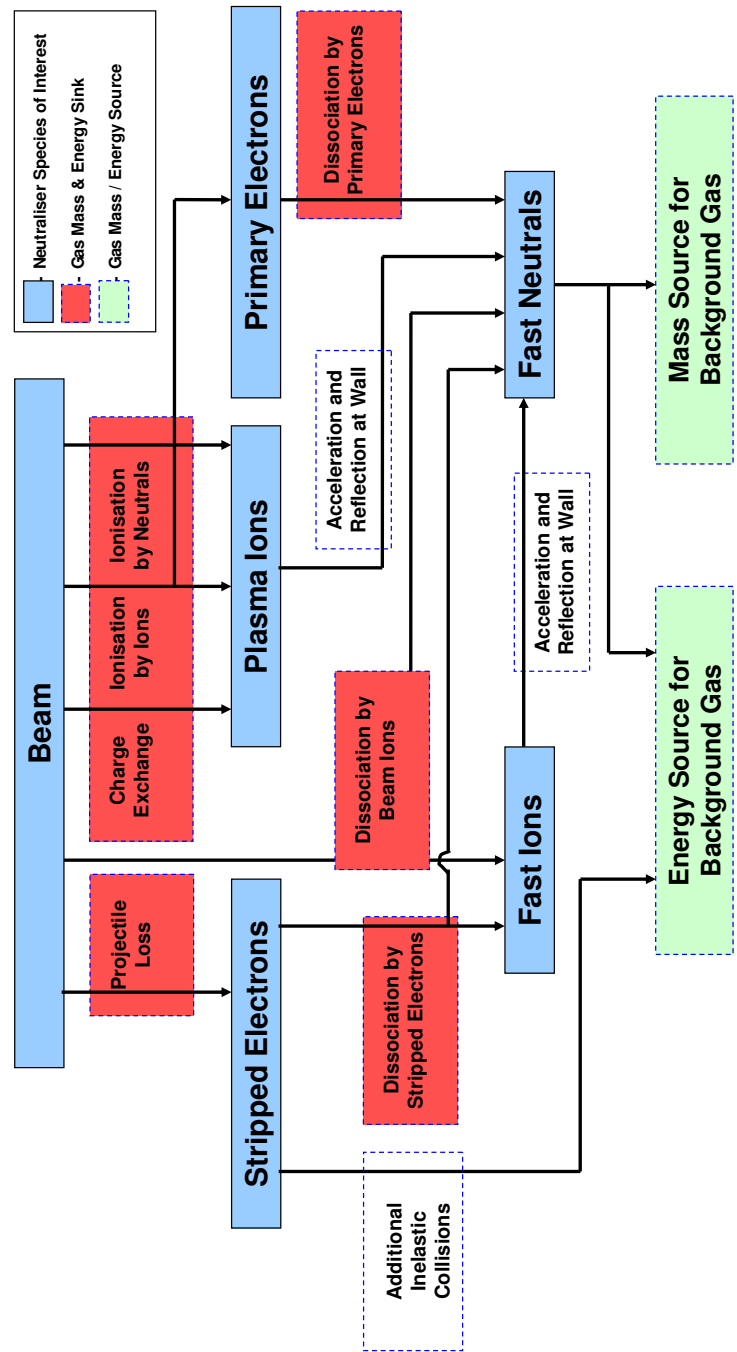 Beam
- Neutraliser Species of Interest
- Gas Mass & Energy Sink
- Gas Mass / Energy Source
Projectile
Loss
Charge
Exchange
Ionisation
by Ions
Ionisation
by Neutrals
Stripped Electrons
Plasma Ions
Primary Electrons
Additional
Inelastic
Collisions
Dissociation by
Stripped Electrons
Dissociation by
Beam Ions
Acceleration and
Reflection at Wall
Dissociation by
Primary Electrons
Fast Ions
Acceleration and
Reflection at Wall
Fast Neutrals
Energy Source for
Background Gas
Mass Source for
Background Gas